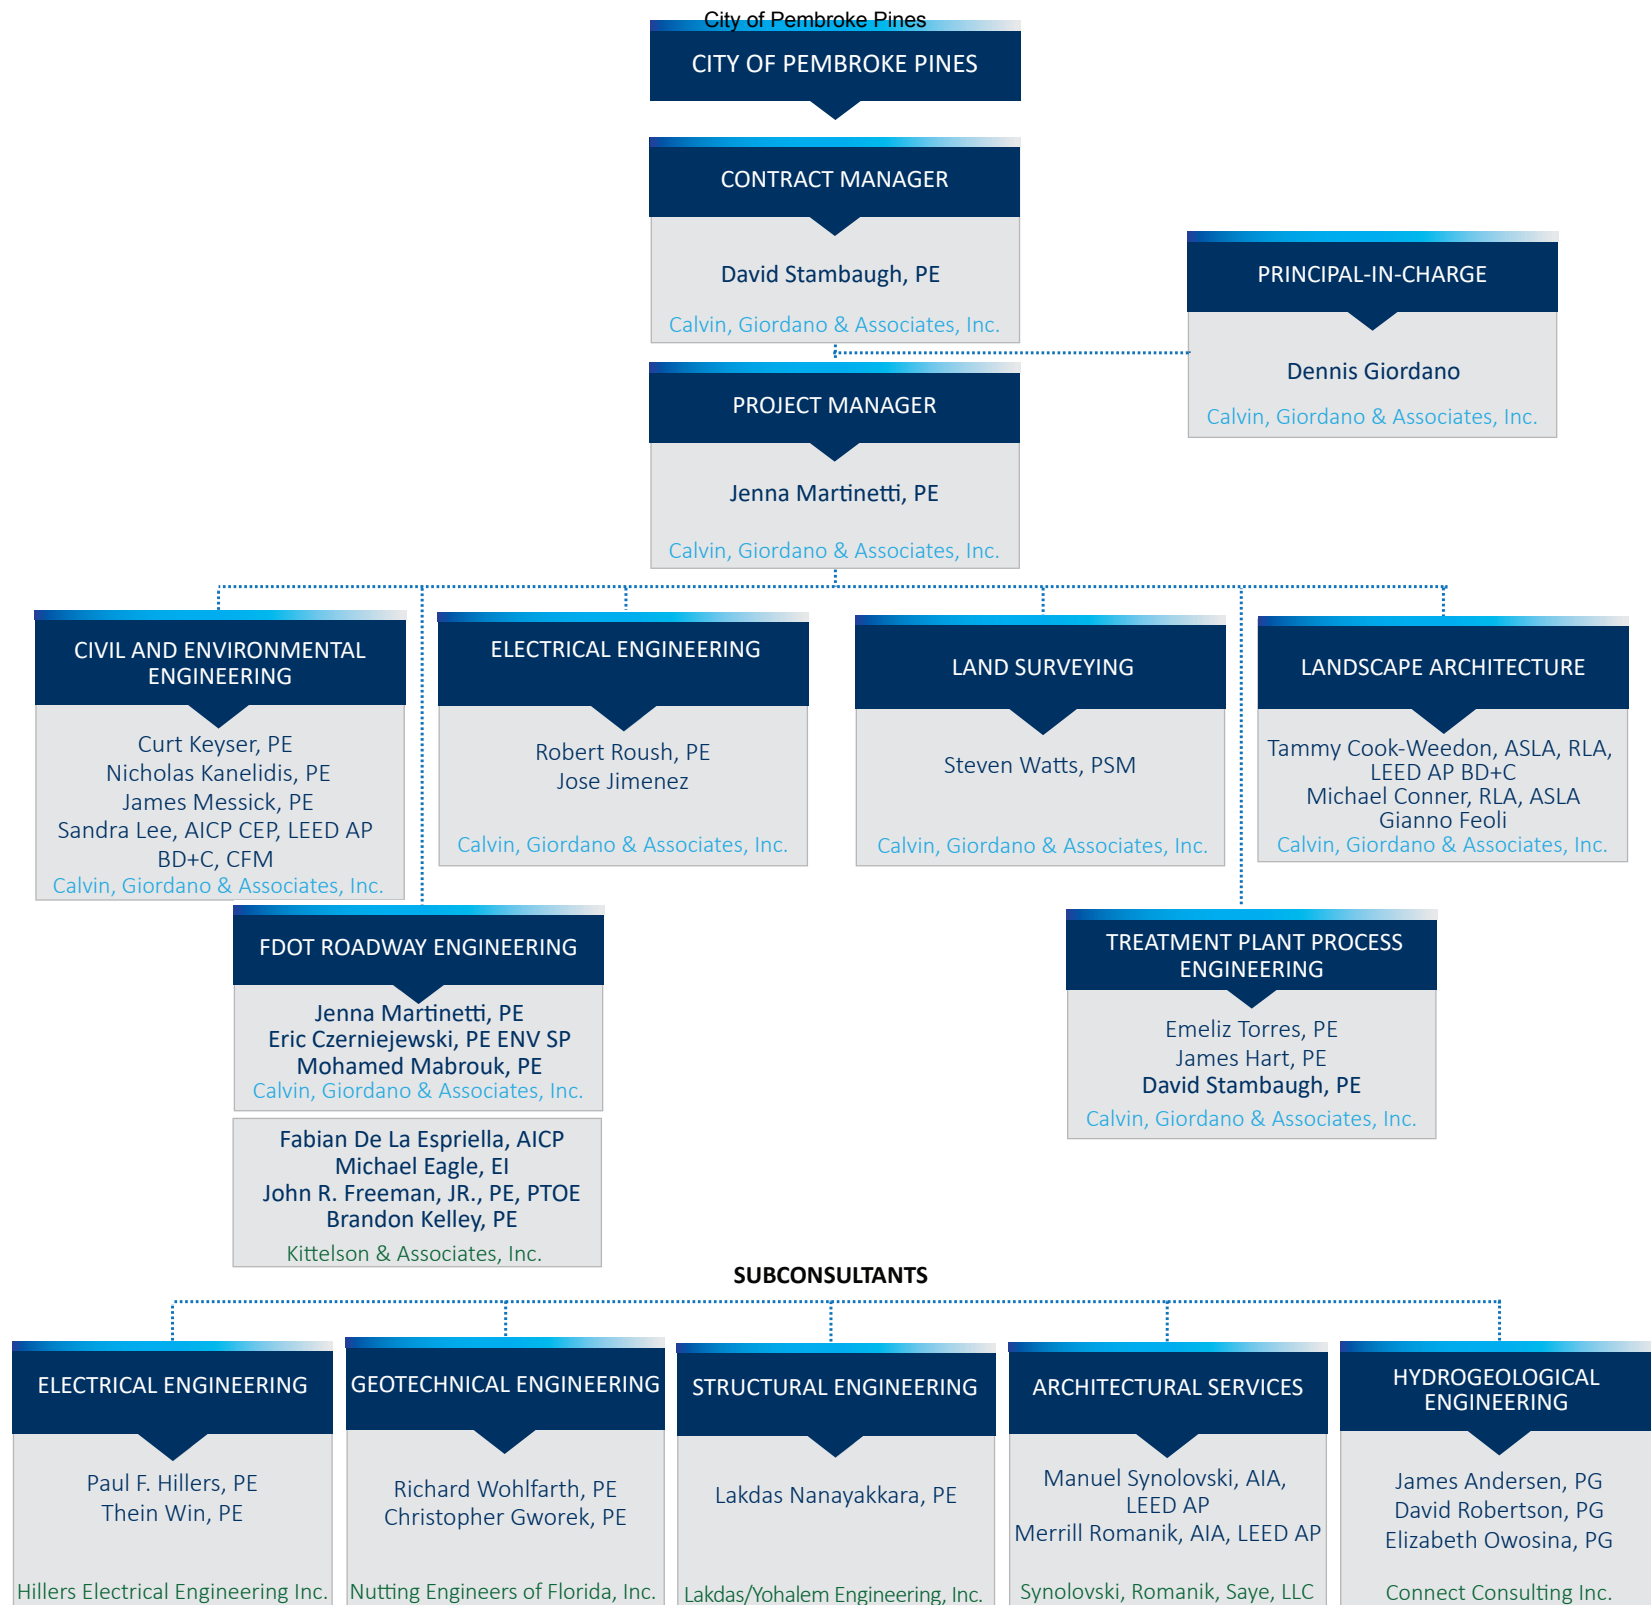 City of Pembroke Pines
CITY OF PEMBROKE PINES
CONTRACT MANAGER
David Stambaugh, PE
Calvin, Giordano & Associates, Inc.
PRINCIPAL-IN-CHARGE
Dennis Giordano
Calvin, Giordano & Associates, Inc.
PROJECT MANAGER
Jenna Martinetti, PE
Calvin, Giordano & Associates, Inc.
CIVIL AND ENVIRONMENTAL
ENGINEERING
Curt Keyser, PE
Nicholas Kanelidis, PE
James Messick, PE
Sandra Lee, AICP CEP, LEED AP
BD+C, CFM
Calvin, Giordano & Associates, Inc.
ELECTRICAL ENGINEERING
Robert Roush, PE
Jose Jimenez
Calvin, Giordano & Associates, Inc.
LAND SURVEYING
Steven Watts, PSM
Calvin, Giordano & Associates, Inc.
LANDSCAPE ARCHITECTURE
Tammy Cook-Weedon, ASLA, RLA,
LEED AP BD+C
Michael Conner, RLA, ASLA
Gianno Feoli
Calvin, Giordano & Associates, Inc.
FDOT ROADWAY ENGINEERING
Jenna Martinetti, PE
Eric Czerniejewski, PE ENV SP
Mohamed Mabrouk, PE
Calvin, Giordano & Associates, Inc.
Fabian De La Espriella, AICP
Michael Eagle, EI
John R. Freeman, JR., PE, PTOE
Brandon Kelley, PE
Kittelson & Associates, Inc.
TREATMENT PLANT PROCESS
ENGINEERING
Emeliz Torres, PE
James Hart, PE
David Stambaugh, PE
Calvin, Giordano & Associates, Inc.
SUBCONSULTANTS
ELECTRICAL ENGINEERING
Paul F. Hillers, PE
Thein Win, PE
Hillers Electrical Engineering Inc.
GEOTECHNICAL ENGINEERING
Richard Wohlfarth, PE
Christopher Gworek, PE
Nutting Engineers of Florida, Inc.
STRUCTURAL ENGINEERING
Lakdas Nanayakkara, PE
Lakdas/Yohalem Engineering, Inc.
ARCHITECTURAL SERVICES
Manuel Synolovski, AIA,
LEED AP
Merrill Romanik, AIA, LEED AP
Synolovski, Romanik, Saye, LLC
HYDROGEOLOGICAL
ENGINEERING
James Andersen, PG
David Robertson, PG
Elizabeth Owosina, PG
Connect Consulting Inc.